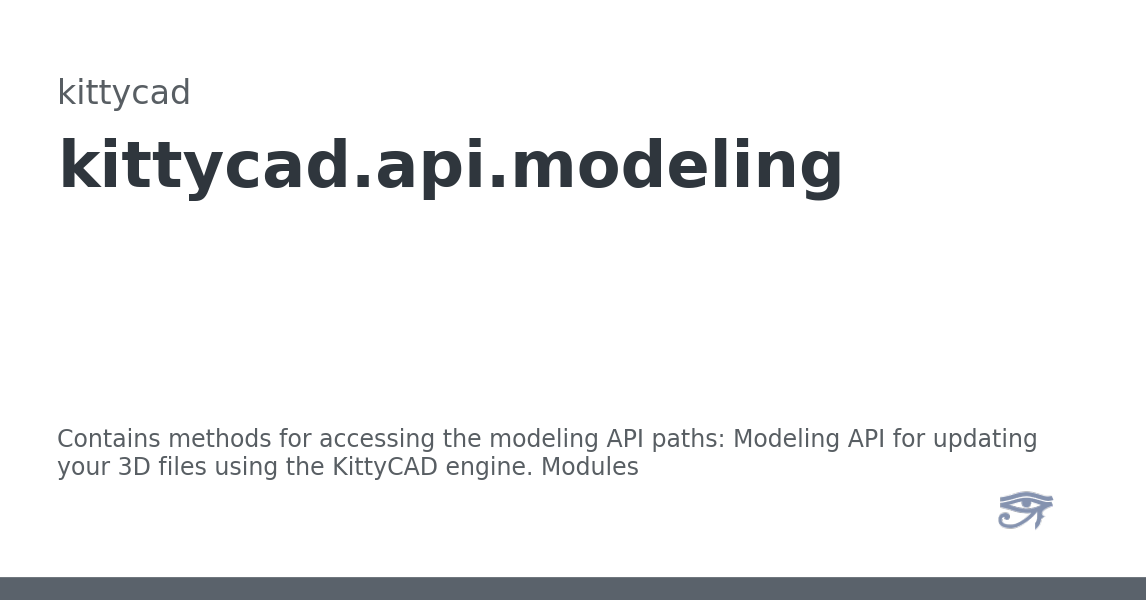 kittycad
kittycad.api.modeling
Contains methods for accessing the modeling API paths: Modeling API for updating
your 3D files using the KittyCAD engine. Modules